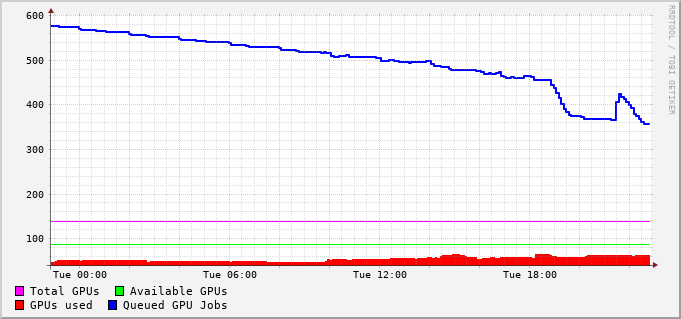 600
500
400
300
200
100
Tue 00:00 Tue 06:00 Tue 12:00 Tue 18:00
Total GPUs Available GPUs
GPUs used Queued GPU Jobs
RRDTOOL / TOBI OETIKER